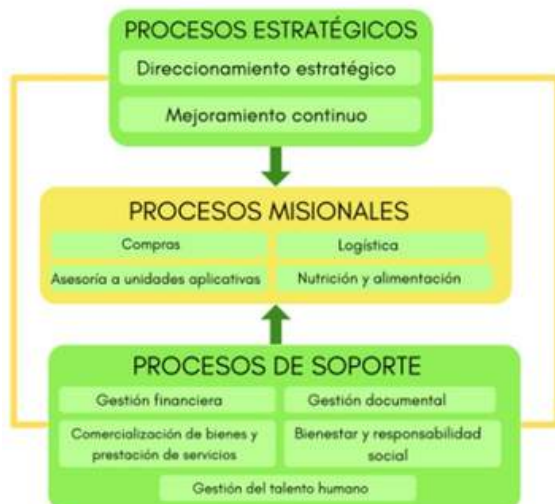 PROCESOS ESTRATÉGICOS
Direccionamiento estratégico
Mejoramiento continuo
PROCESOS MISIONALES
Compras
Logística
Asesoría a unidades aplicativas
Nutrición y alimentación
PROCESOS DE SOPORTE
Gestión financiera
Gestión documental
Comercialización de bienes y
prestación de servicios
Bienestar y responsabilidad
social
Gestión del talento humano